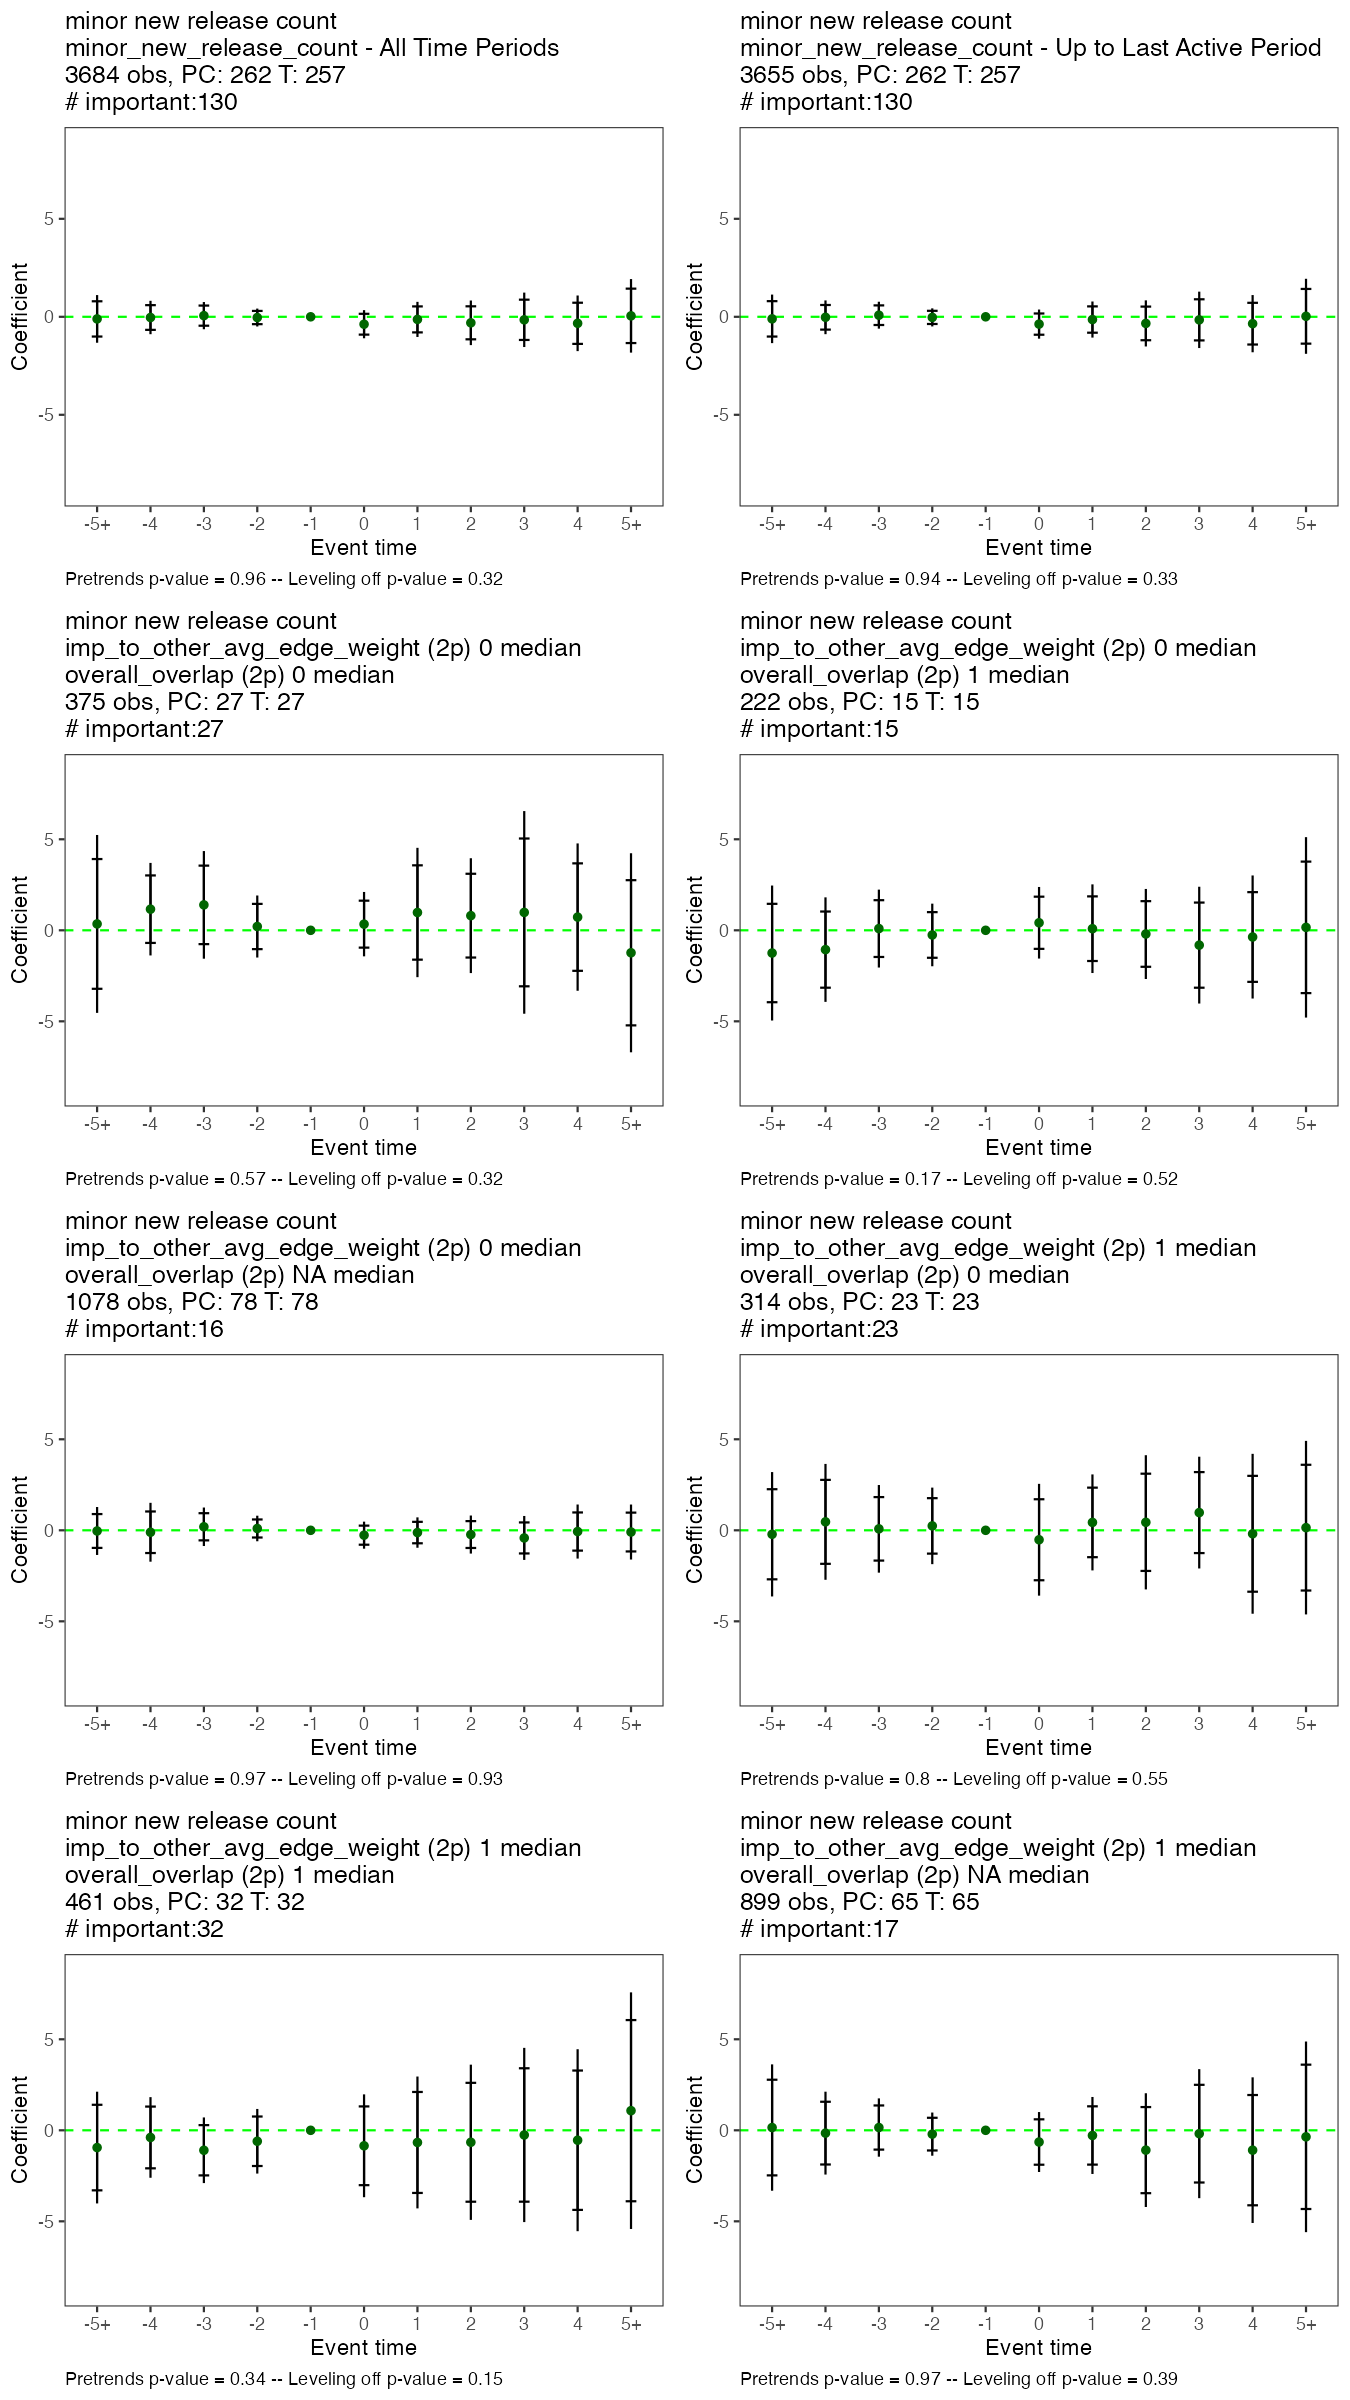 minor new release count
minor_new_release_count - All Time Periods
3684 obs, PC: 262 T: 257
# important:130
Coefficient
5
0
-5
-5+ -4 -3 -2 -1 0 1 2 3 4 5+
Event time
Pretrends p-value = 0.96 -- Leveling off p-value = 0.32
minor new release count
minor_new_release_count - Up to Last Active Period
3655 obs, PC: 262 T: 257
# important:130
Coefficient
5
0
-5
-5+ -4 -3 -2 -1 0 1 2 3 4 5+
Event time
Pretrends p-value = 0.94 -- Leveling off p-value = 0.33
minor new release count
imp_to_other_avg_edge_weight (2p) 0 median
overall_overlap (2p) 0 median
375 obs, PC: 27 T: 27
# important:27
Coefficient
5
0
-5
-5+ -4 -3 -2 -1 0 1 2 3 4 5+
Event time
Pretrends p-value = 0.57 -- Leveling off p-value = 0.32
minor new release count
imp_to_other_avg_edge_weight (2p) 0 median
overall_overlap (2p) 1 median
222 obs, PC: 15 T: 15
# important:15
Coefficient
5
0
-5
-5+ -4 -3 -2 -1 0 1 2 3 4 5+
Event time
Pretrends p-value = 0.17 -- Leveling off p-value = 0.52
minor new release count
imp_to_other_avg_edge_weight (2p) 0 median
overall_overlap (2p) NA median
1078 obs, PC: 78 T: 78
# important:16
Coefficient
5
0
-5
-5+ -4 -3 -2 -1 0 1 2 3 4 5+
Event time
Pretrends p-value = 0.97 -- Leveling off p-value = 0.93
minor new release count
imp_to_other_avg_edge_weight (2p) 1 median
overall_overlap (2p) 0 median
314 obs, PC: 23 T: 23
# important:23
Coefficient
5
0
-5
-5+ -4 -3 -2 -1 0 1 2 3 4 5+
Event time
Pretrends p-value = 0.8 -- Leveling off p-value = 0.55
minor new release count
imp_to_other_avg_edge_weight (2p) 1 median
overall_overlap (2p) 1 median
461 obs, PC: 32 T: 32
# important:32
Coefficient
5
0
-5
-5+ -4 -3 -2 -1 0 1 2 3 4 5+
Event time
Pretrends p-value = 0.34 -- Leveling off p-value = 0.15
minor new release count
imp_to_other_avg_edge_weight (2p) 1 median
overall_overlap (2p) NA median
899 obs, PC: 65 T: 65
# important:17
Coefficient
5
0
-5
-5+ -4 -3 -2 -1 0 1 2 3 4 5+
Event time
Pretrends p-value = 0.97 -- Leveling off p-value = 0.39